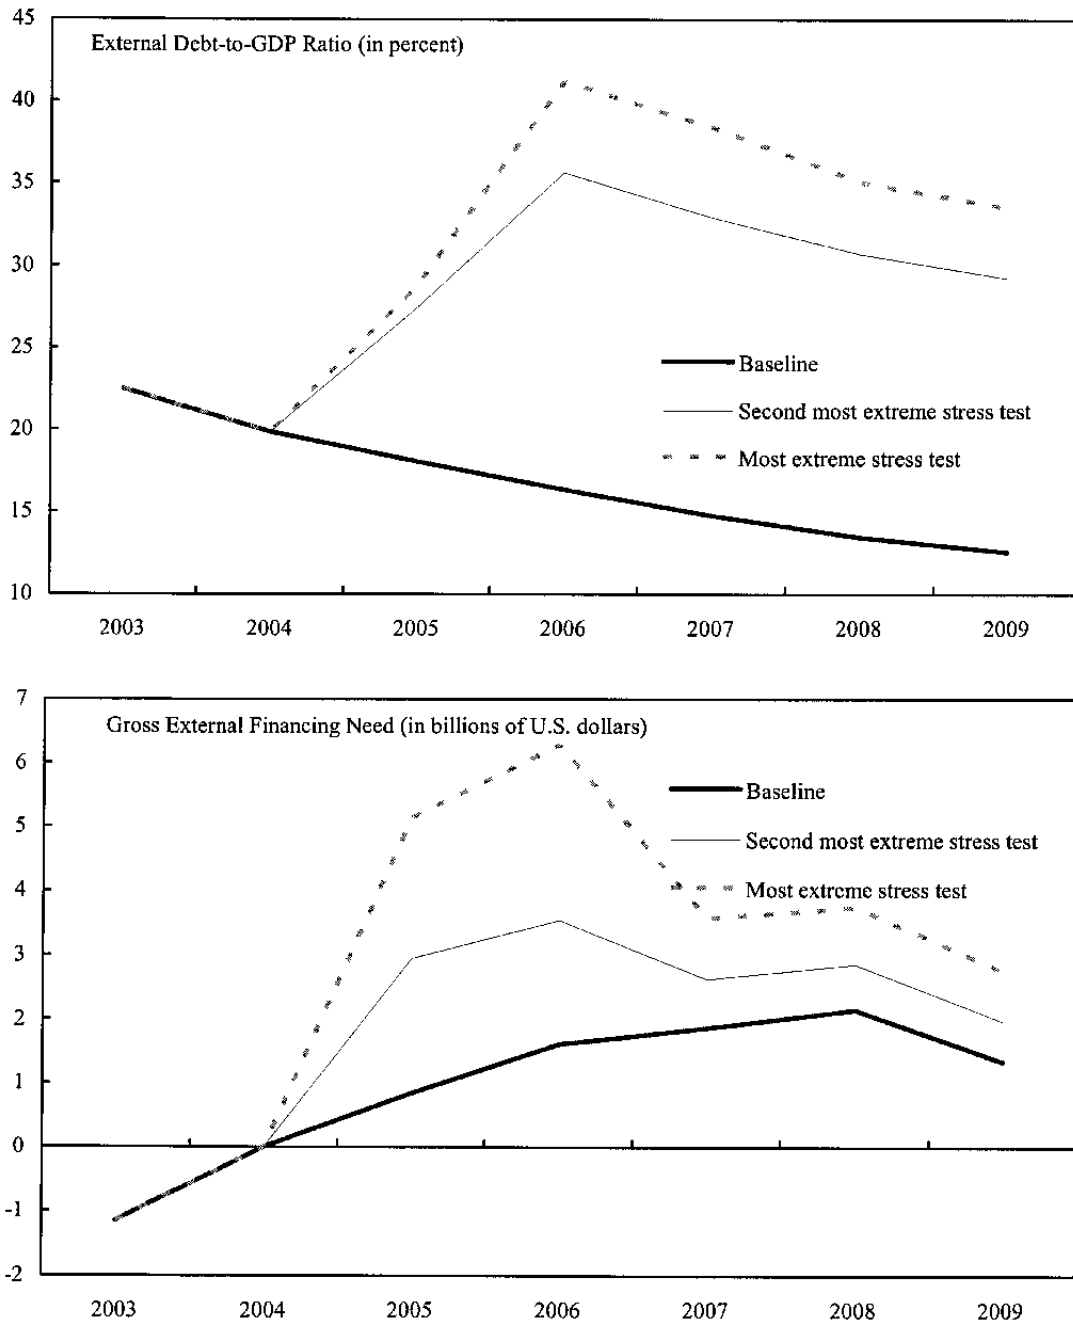 45
External Debt-to-GDP Ratio (in percent)
40
35
30
25
Baseline
Second most extreme stress test
20
Most extreme stress test
15
10
2003 2004 2005 2006 2007 2008 2009
7
Gross External Financing Need (in billions of U.S. dollars)
6
Baseline
5
Second most extreme stress test
4
Most extreme stress test
3
2
1
0
-1
-2
2003 2004 2005 2006 2007 2008 2009